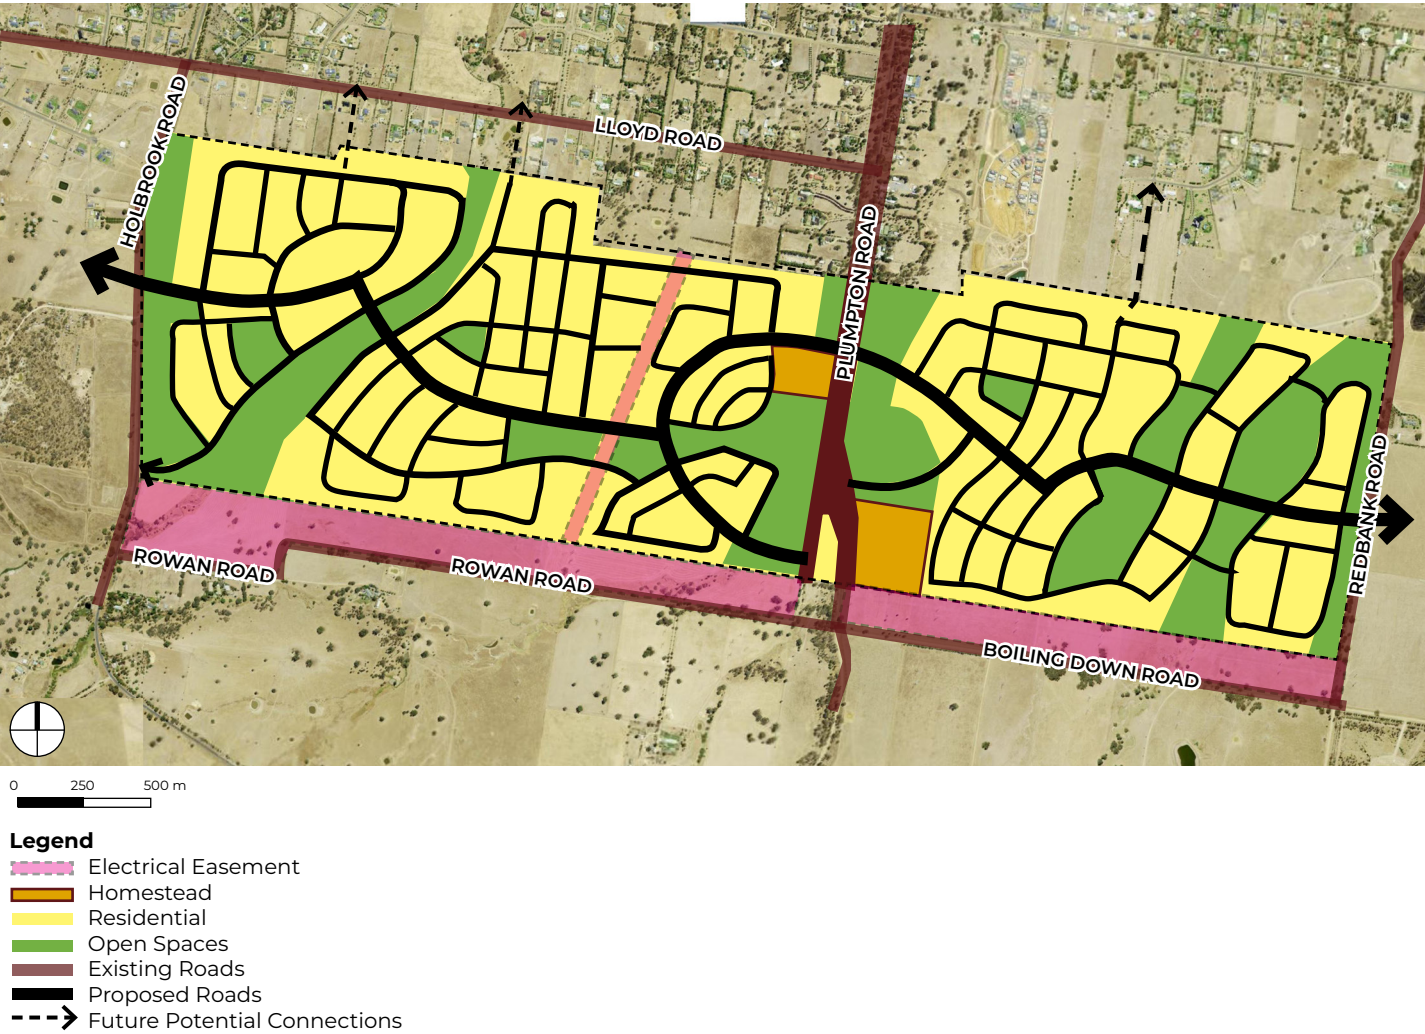 HOLBROOK ROAD
LLOYD ROAD
PLUMPTON ROAD
REDBANK ROAD
ROWAN ROAD
ROWAN ROAD
BOILING DOWN ROAD
0 250 500 m
Legend
Electrical Easement
Homestead
Residential
Open Spaces
Existing Roads
Proposed Roads
Future Potential Connections